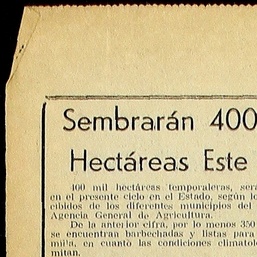 Sembrarán 400
Hectáreas Este
400 mil hectáreas temporaleras, será
en el presente ciclo en el Estado, según lo
cibidos de los diferentes municipios del
Agencia General de Agricultura.
De la anterior cifra, por lo menos 350
se encuentran barbechadas y listas para
milla, en cuanto las condiciones climatol
mitan.